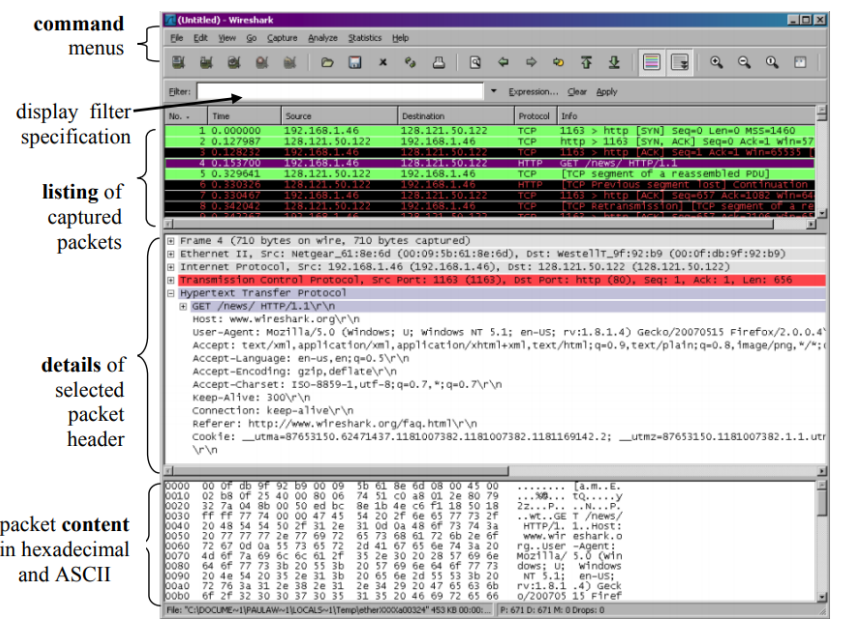 command
menus
(Untitled) - Wireshark
File Edit View Go Capture Analyze Statistics Help
Filter: Expression... Clear Apply
display filter
specification
No. Time Source Destination Protocol Info
1 0.000000 192.168.1.46 128.121.50.122 TCP 1163 > http [SYN] Seq=0 Len=0 MSS=1460
2 0.127987 128.121.50.122 192.168.1.46 TCP http > 1163 [SYN, ACK] Seq=0 Ack=1 Win=57
3 0.128232 192.168.1.46 128.121.50.122 TCP 1163 > http [ACK] Seq=1 Ack=1 Win=65535 [
4 0.153700 192.168.1.46 128.121.50.122 HTTP GET /news/ HTTP/1.1
5 0.329641 128.121.50.122 192.168.1.46 TCP [TCP segment of a reassembled PDU]
6 0.330326 128.121.50.122 192.168.1.46 HTTP [TCP Previous segment lost] Continuation
7 0.330467 192.168.1.46 128.121.50.122 TCP 1163 > http [ACK] Seq=657 Ack=1082 Win=64
8 0.342042 128.121.50.122 192.168.1.46 TCP [TCP Retransmission] [TCP segment of a re
listing of
captured
packets
Frame 4 (710 bytes on wire, 710 bytes captured)
Ethernet II, Src: Netgear_61:8e:6d (00:09:5b:61:8e:6d), Dst: WestellT_9f:92:b9 (00:0f:db:9f:92:b9)
Internet Protocol, Src: 192.168.1.46 (192.168.1.46), Dst: 128.121.50.122 (128.121.50.122)
Transmission Control Protocol, Src Port: 1163 (1163), Dst Port: http (80), Seq: 1, Ack: 1, Len: 656
Hypertext Transfer Protocol
GET /news/ HTTP/1.1\r\n
Host: www.wireshark.org\r\n
User-Agent: Mozilla/5.0 (Windows; U; Windows NT 5.1; en-US; rv:1.8.1.4) Gecko/20070515 Firefox/2.0.0.4\
Accept: text/xml,application/xml,application/xhtml+xml,text/html;q=0.9,text/plain;q=0.8,image/png,*/*;
Accept-Language: en-us,en;q=0.5\r\n
Accept-Encoding: gzip,deflate\r\n
Accept-Charset: ISO-8859-1,utf-8;q=0.7,*;q=0.7\r\n
Keep-Alive: 300\r\n
Connection: keep-alive\r\n
Referer: http://www.wireshark.org/faq.html\r\n
Cookie: __utma=87653150.62471437.1181007382.1181007382.1181169142.2; __utmz=87653150.1181007382.1.1.utm
\r\n
details of
selected
packet
header
0000 00 0f db 9f 92 b9 00 09 5b 61 8e 6d 08 00 45 00 ........ [a.m..E.
0010 02 b8 0f 25 40 00 80 06 74 51 c0 a8 01 2e 80 79 ...%@... tQ.....y
0020 32 7a 04 8b 00 50 ed bc 8e 1b 4e c6 f1 18 50 18 2z...P.. ..N...P.
0030 ff ff 77 74 00 00 47 45 54 20 2f 6e 65 77 73 2f ..wt..GE T /news/
0040 20 48 54 54 50 2f 31 2e 31 0d 0a 48 6f 73 74 3a HTTP/1. 1..Host:
0050 20 77 77 77 2e 77 69 72 65 73 68 61 72 6b 2e 6f www.wir eshark.o
0060 72 67 0d 0a 55 73 65 72 2d 41 67 65 6e 74 3a 20 rg..User -Agent:
0070 4d 6f 7a 69 6c 6c 61 2f 35 2e 30 20 28 57 69 6e Mozilla/ 5.0 (Win
0080 64 6f 77 73 3b 20 55 3b 20 57 69 6e 64 6f 77 73 dows; U; Windows
0090 20 4e 54 20 35 2e 31 3b 20 65 6e 2d 55 53 3b 20 NT 5.1; en-US;
00a0 72 76 3a 31 2e 38 2e 31 2e 34 29 20 47 65 63 6b rv:1.8.1 .4) Geck
00b0 6f 2f 32 30 30 37 30 35 31 35 20 46 69 72 65 66 o/200705 15 Firef
packet content
in hexadecimal
and ASCII
File: "C:\DOCUME~1\PAULAW~1\LOCALS~1\Temp\etherXXXXa00324" 453 KB 00:00:... P: 671 D: 671 M: 0 Drops: 0